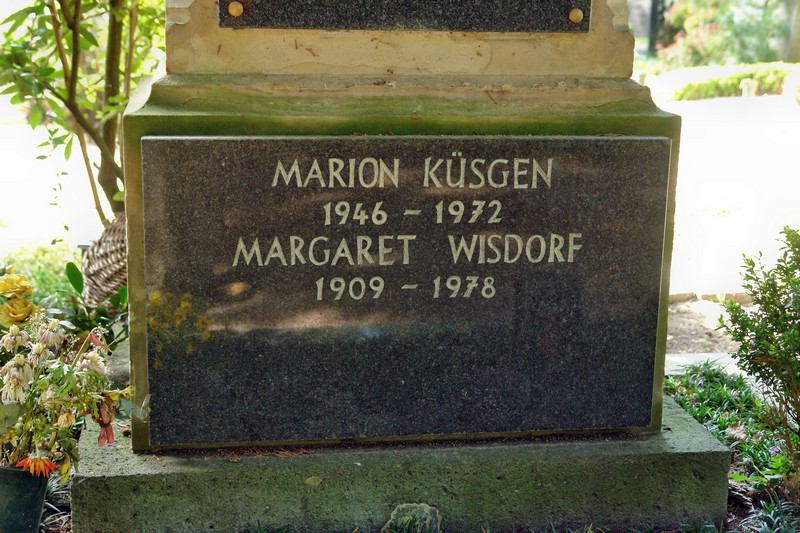 MARION KÜSGEN
1946 – 1972
MARGARET WISDORF
1909 – 1978